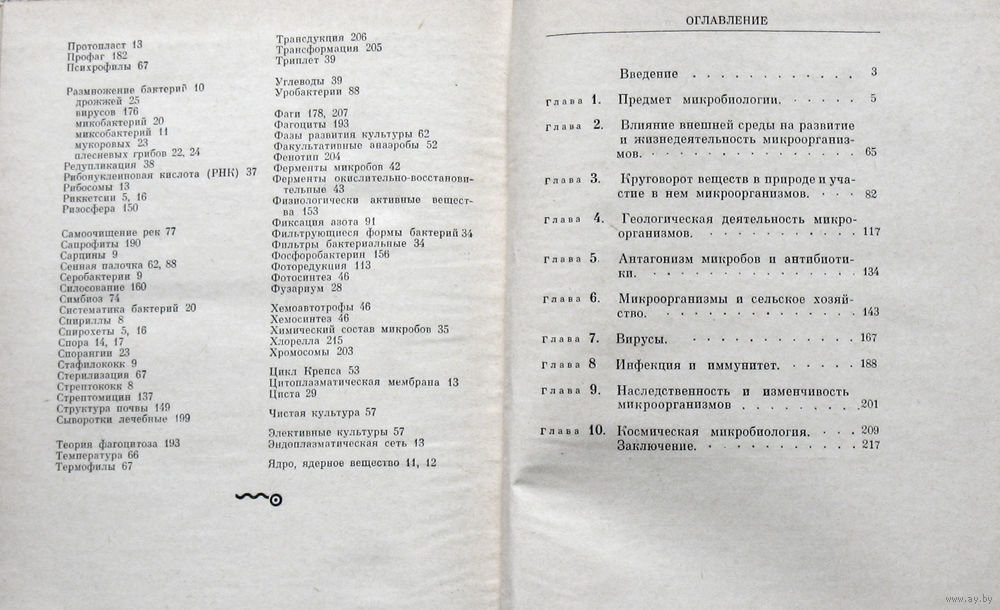 Протопласт 13
Профаг 182
Психрофилы 67
Размножение бактерий 10
дрожжей 25
вирусов 176
микобактерий 20
миксобактерий 11
мукоровых 23
плесневых грибов 22, 24
Редупликация 38
Рибонуклеиновая кислота (РНК) 37
Рибосомы 13
Риккетсии 5, 16
Ризосфера 150
Самоочищение рек 77
Сапрофиты 190
Сарцины 9
Сенная палочка 62, 88
Серобактерии 9
Силосование 160
Симбиоз 74
Систематика бактерий 20
Спириллы 8
Спирохеты 5, 16
Спора 14, 17
Спорангии 23
Стафилококк 9
Стерилизация 67
Стрептококк 8
Стрептомицин 137
Структура почвы 149
Сыворотки лечебные 199
Теория фагоцитоза 193
Температура 66
Термофилы 67
Трансдукция 206
Трансформация 205
Триплет 39
Углеводы 39
Уробактерии 88
Фаги 178, 207
Фагоциты 193
Фазы развития культуры 62
Факультативные анаэробы 52
Фенотип 204
Ферменты микробов 42
Ферменты окислительно-восстанови-
тельные 43
Физиологически активные вещест-
ва 153
Фиксация азота 91
Фильтрующиеся формы бактерий 34
Фильтры бактериальные 34
Фосфоробактерин 156
Фоторедукция 113
Фотосинтез 46
Фузариум 28
Хемоавтотрофы 46
Хемосинтез 46
Химический состав микробов 35
Хлорелла 215
Хромосомы 203
Цикл Кребса 53
Цитоплазматическая мембрана 13
Циста 29
Чистая культура 57
Элективные культуры 57
Эндоплазматическая сеть 13
Ядро, ядерное вещество 11, 12
ОГЛАВЛЕНИЕ
Введение . . . . . . . . . . . . 3
Глава 1. Предмет микробиологии. . . . . . 5
Глава 2. Влияние внешней среды на развитие
и жизнедеятельность микроорганиз-
мов. . . . . . . . . . . . . . 65
Глава 3. Круговорот веществ в природе и уча-
стие в нем микроорганизмов. . . . 82
Глава 4. Геологическая деятельность микро-
организмов. . . . . . . . . . . 117
Глава 5 Антагонизм микробов и антибиоти-
ки. . . . . . . . . . . . . . 134
Глава 6. Микроорганизмы и сельское хозяй-
ство. . . . . . . . . . . . . . 143
Глава 7. Вирусы. . . . . . . . . . . . . 167
Глава 8 Инфекция и иммунитет. . . . . . 188
Глава 9. Наследственность и изменчивость
микроорганизмов . . . . . . . . .201
Глава 10. Космическая микробиология. . . . 209
Заключение. . . . . . . . . . . 217
www.ay.by